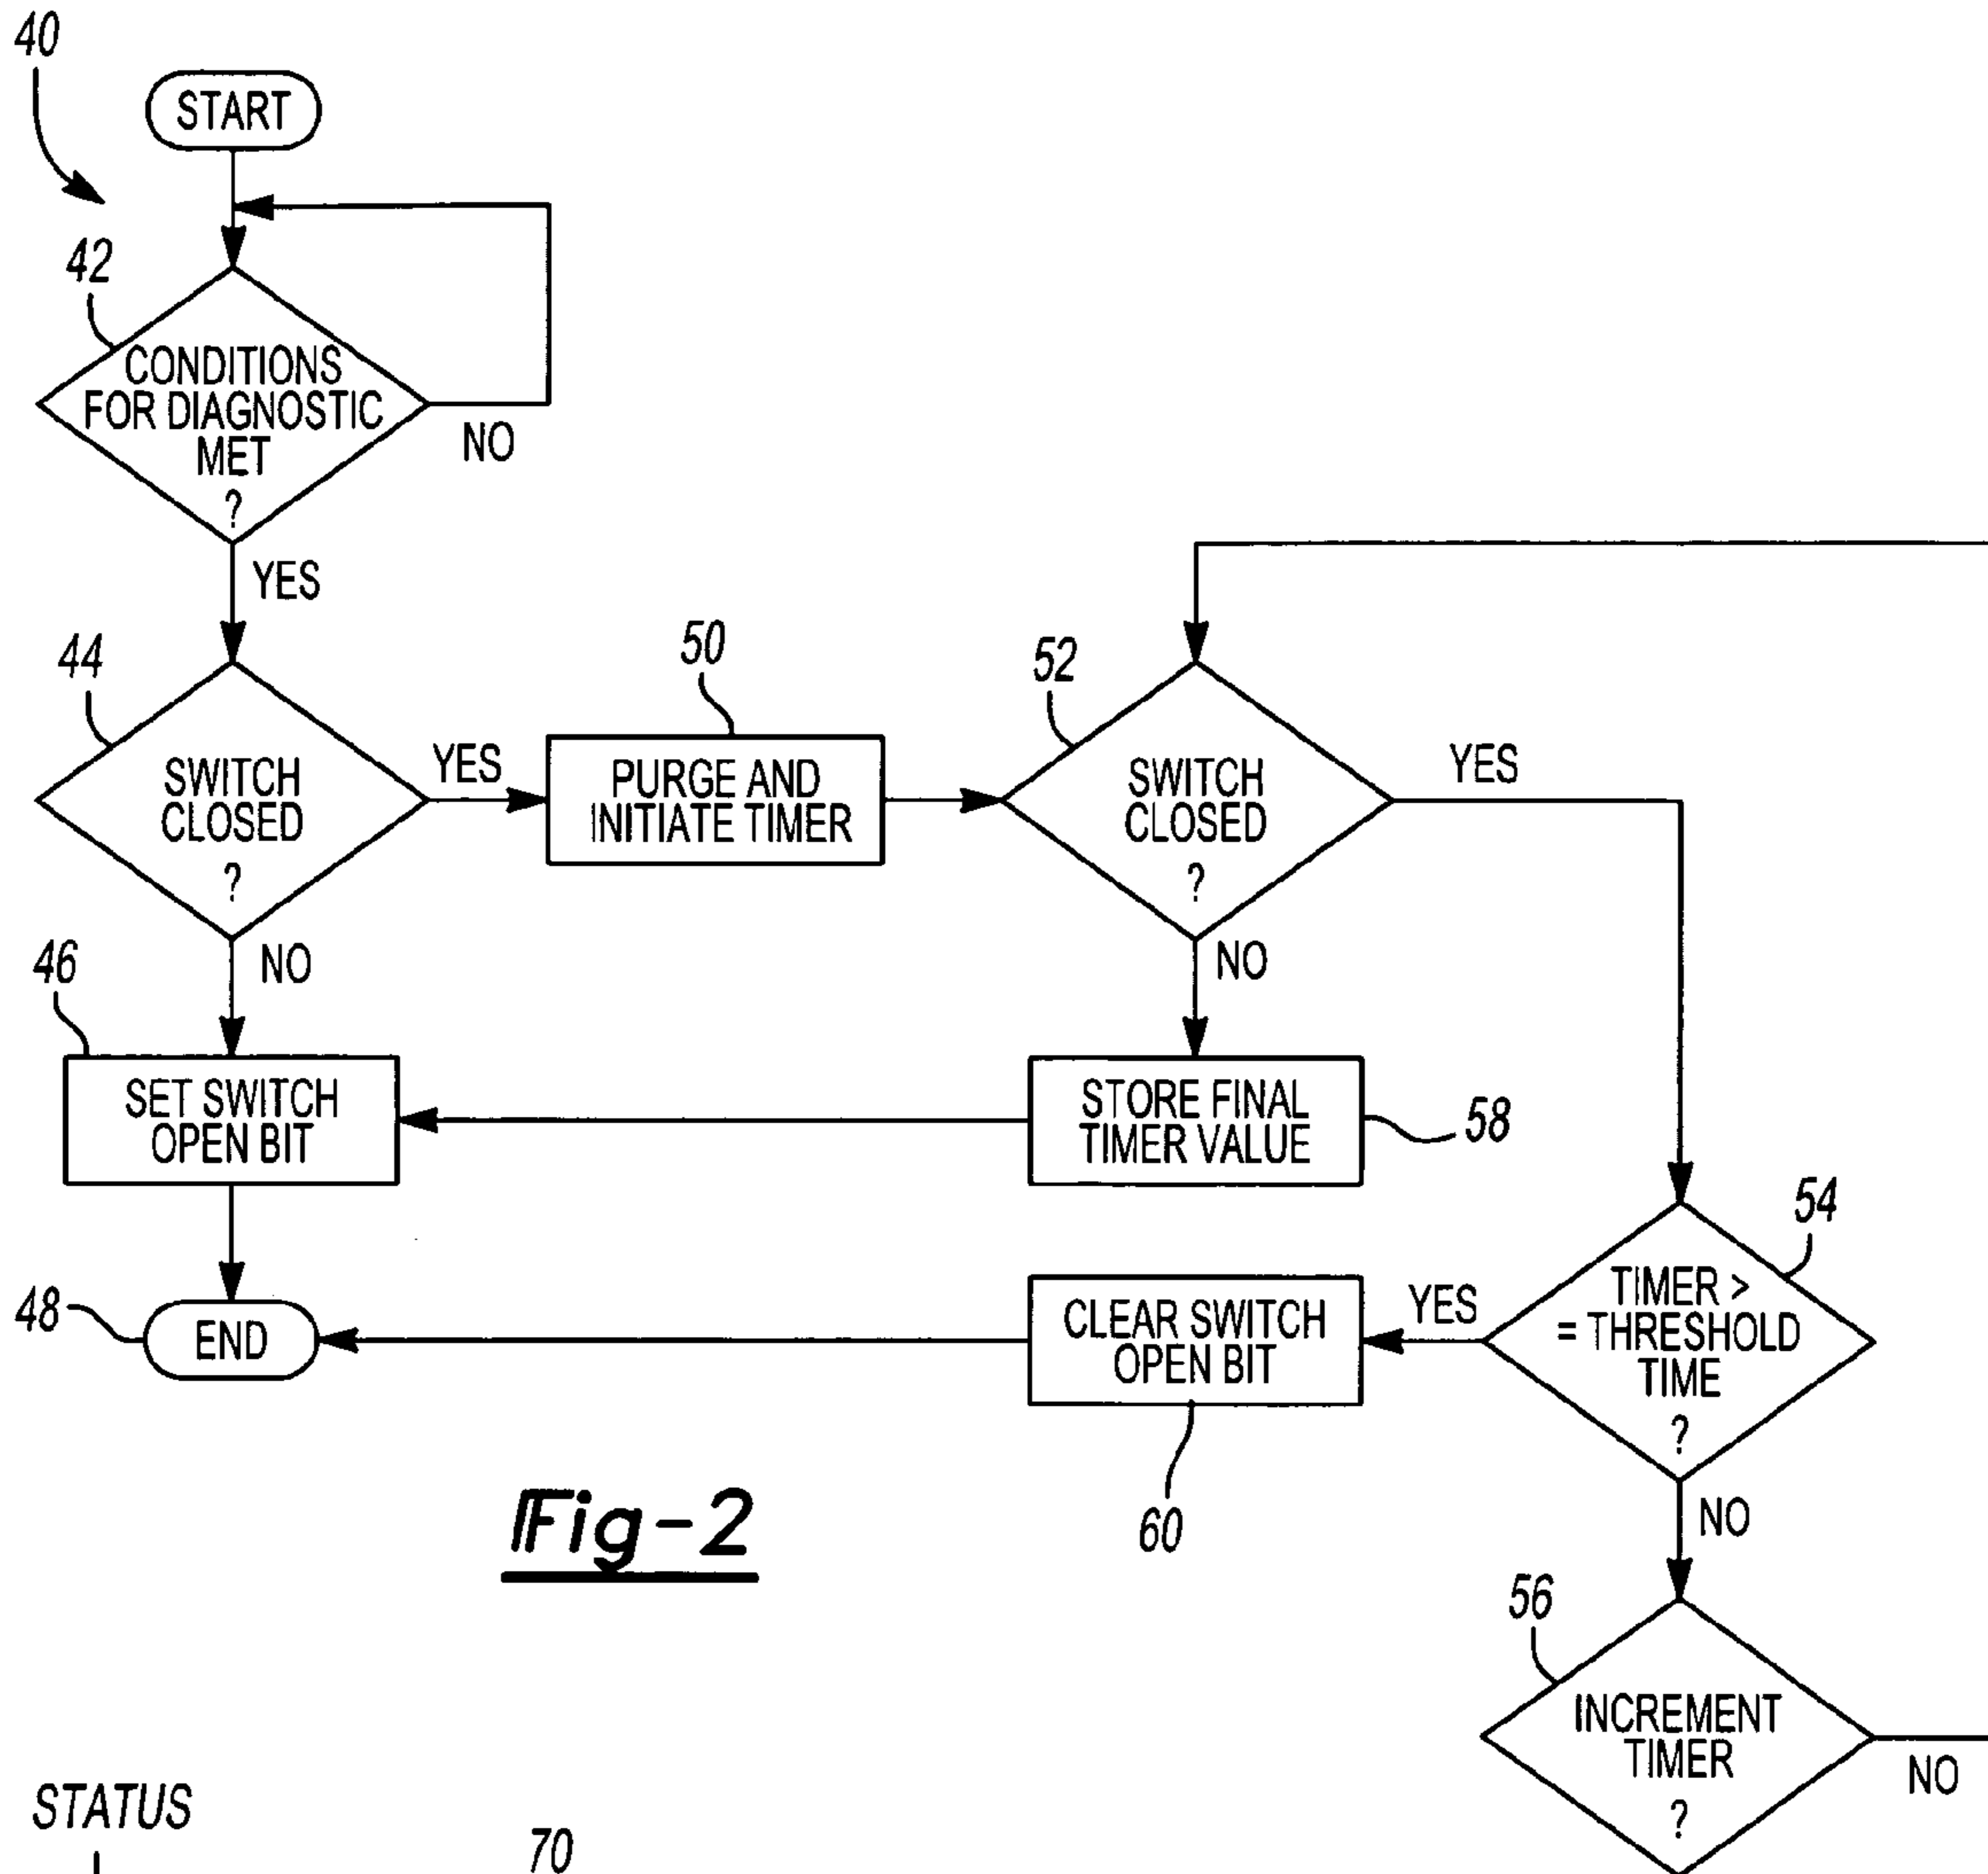 40
START
42
CONDITIONS
FOR DIAGNOSTIC
MET
?
NO
YES
44
SWITCH
CLOSED
?
YES
50
PURGE AND
INITIATE TIMER
52
SWITCH
CLOSED
?
YES
NO
NO
46
SET SWITCH
OPEN BIT
STORE FINAL
TIMER VALUE
58
54
TIMER >
= THRESHOLD
TIME
?
YES
CLEAR SWITCH
OPEN BIT
60
48
END
NO
Fig-2
56
INCREMENT
TIMER
?
NO
STATUS
70